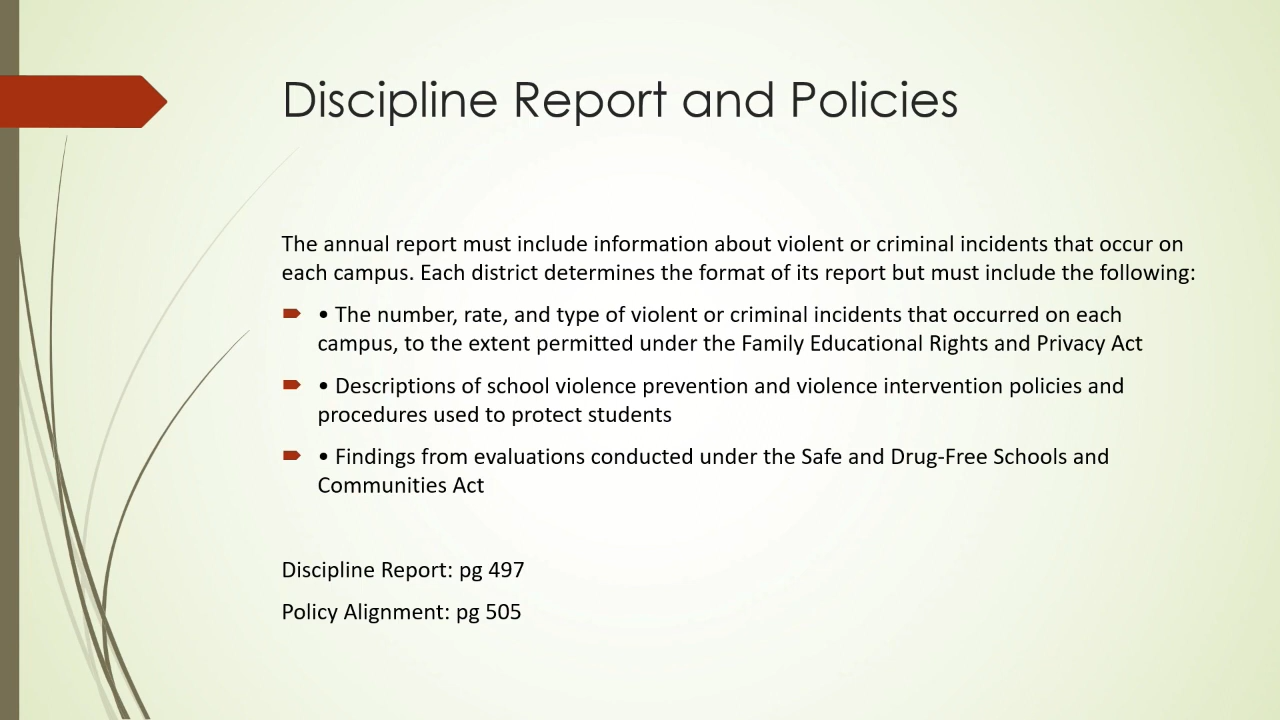 Discipline Report and Policies
The annual report must include information about violent or criminal incidents that occur on
each campus. Each district determines the format of its report but must include the following:
• The number, rate, and type of violent or criminal incidents that occurred on each
campus, to the extent permitted under the Family Educational Rights and Privacy Act
• Descriptions of school violence prevention and violence intervention policies and
procedures used to protect students
• Findings from evaluations conducted under the Safe and Drug-Free Schools and
Communities Act
Discipline Report: pg 497
Policy Alignment: pg 505